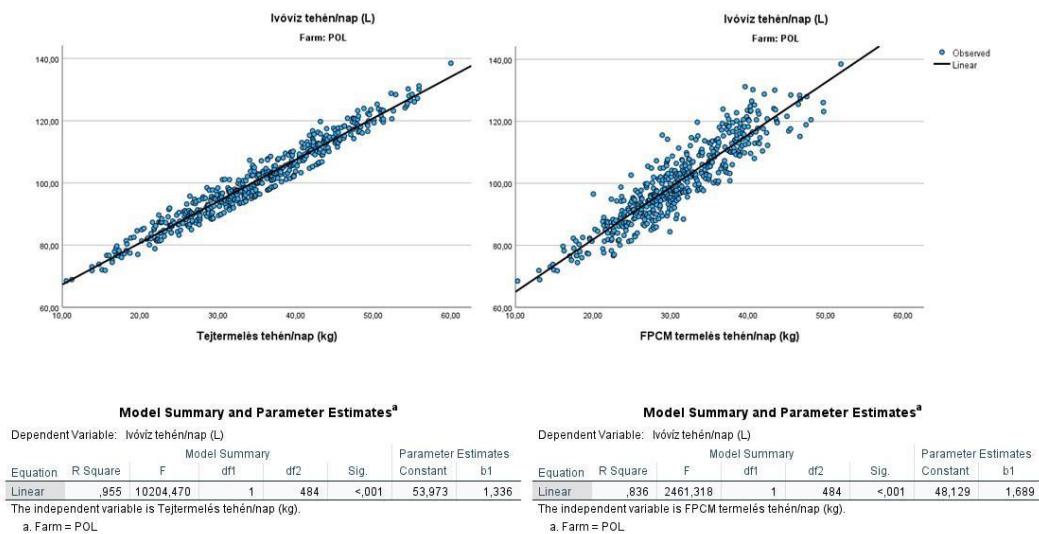 Ivóvíz tehén/nap (L)
Farm: POL
140,00
120,00
100,00
80,00
60,00
10,00 20,00 30,00 40,00 50,00 60,00
Tejtermelés tehén/nap (kg)
Ivóvíz tehén/nap (L)
Farm: POL
Observed
Linear
140,00
120,00
100,00
80,00
60,00
10,00 20,00 30,00 40,00 50,00 60,00
FPCM termelés tehén/nap (kg)
Model Summary and Parameter Estimatesa
Dependent Variable: Ivóvíz tehén/nap (L)
Model Summary Parameter Estimates
Equation R Square F df1 df2 Sig. Constant b1
Linear ,955 10204,470 1 484 <,001 53,973 1,336
The independent variable is Tejtermelés tehén/nap (kg).
a. Farm = POL
Model Summary and Parameter Estimatesa
Dependent Variable: Ivóvíz tehén/nap (L)
Model Summary Parameter Estimates
Equation R Square F df1 df2 Sig. Constant b1
Linear ,836 2461,318 1 484 <,001 48,129 1,689
The independent variable is FPCM termelés tehén/nap (kg).
a. Farm = POL